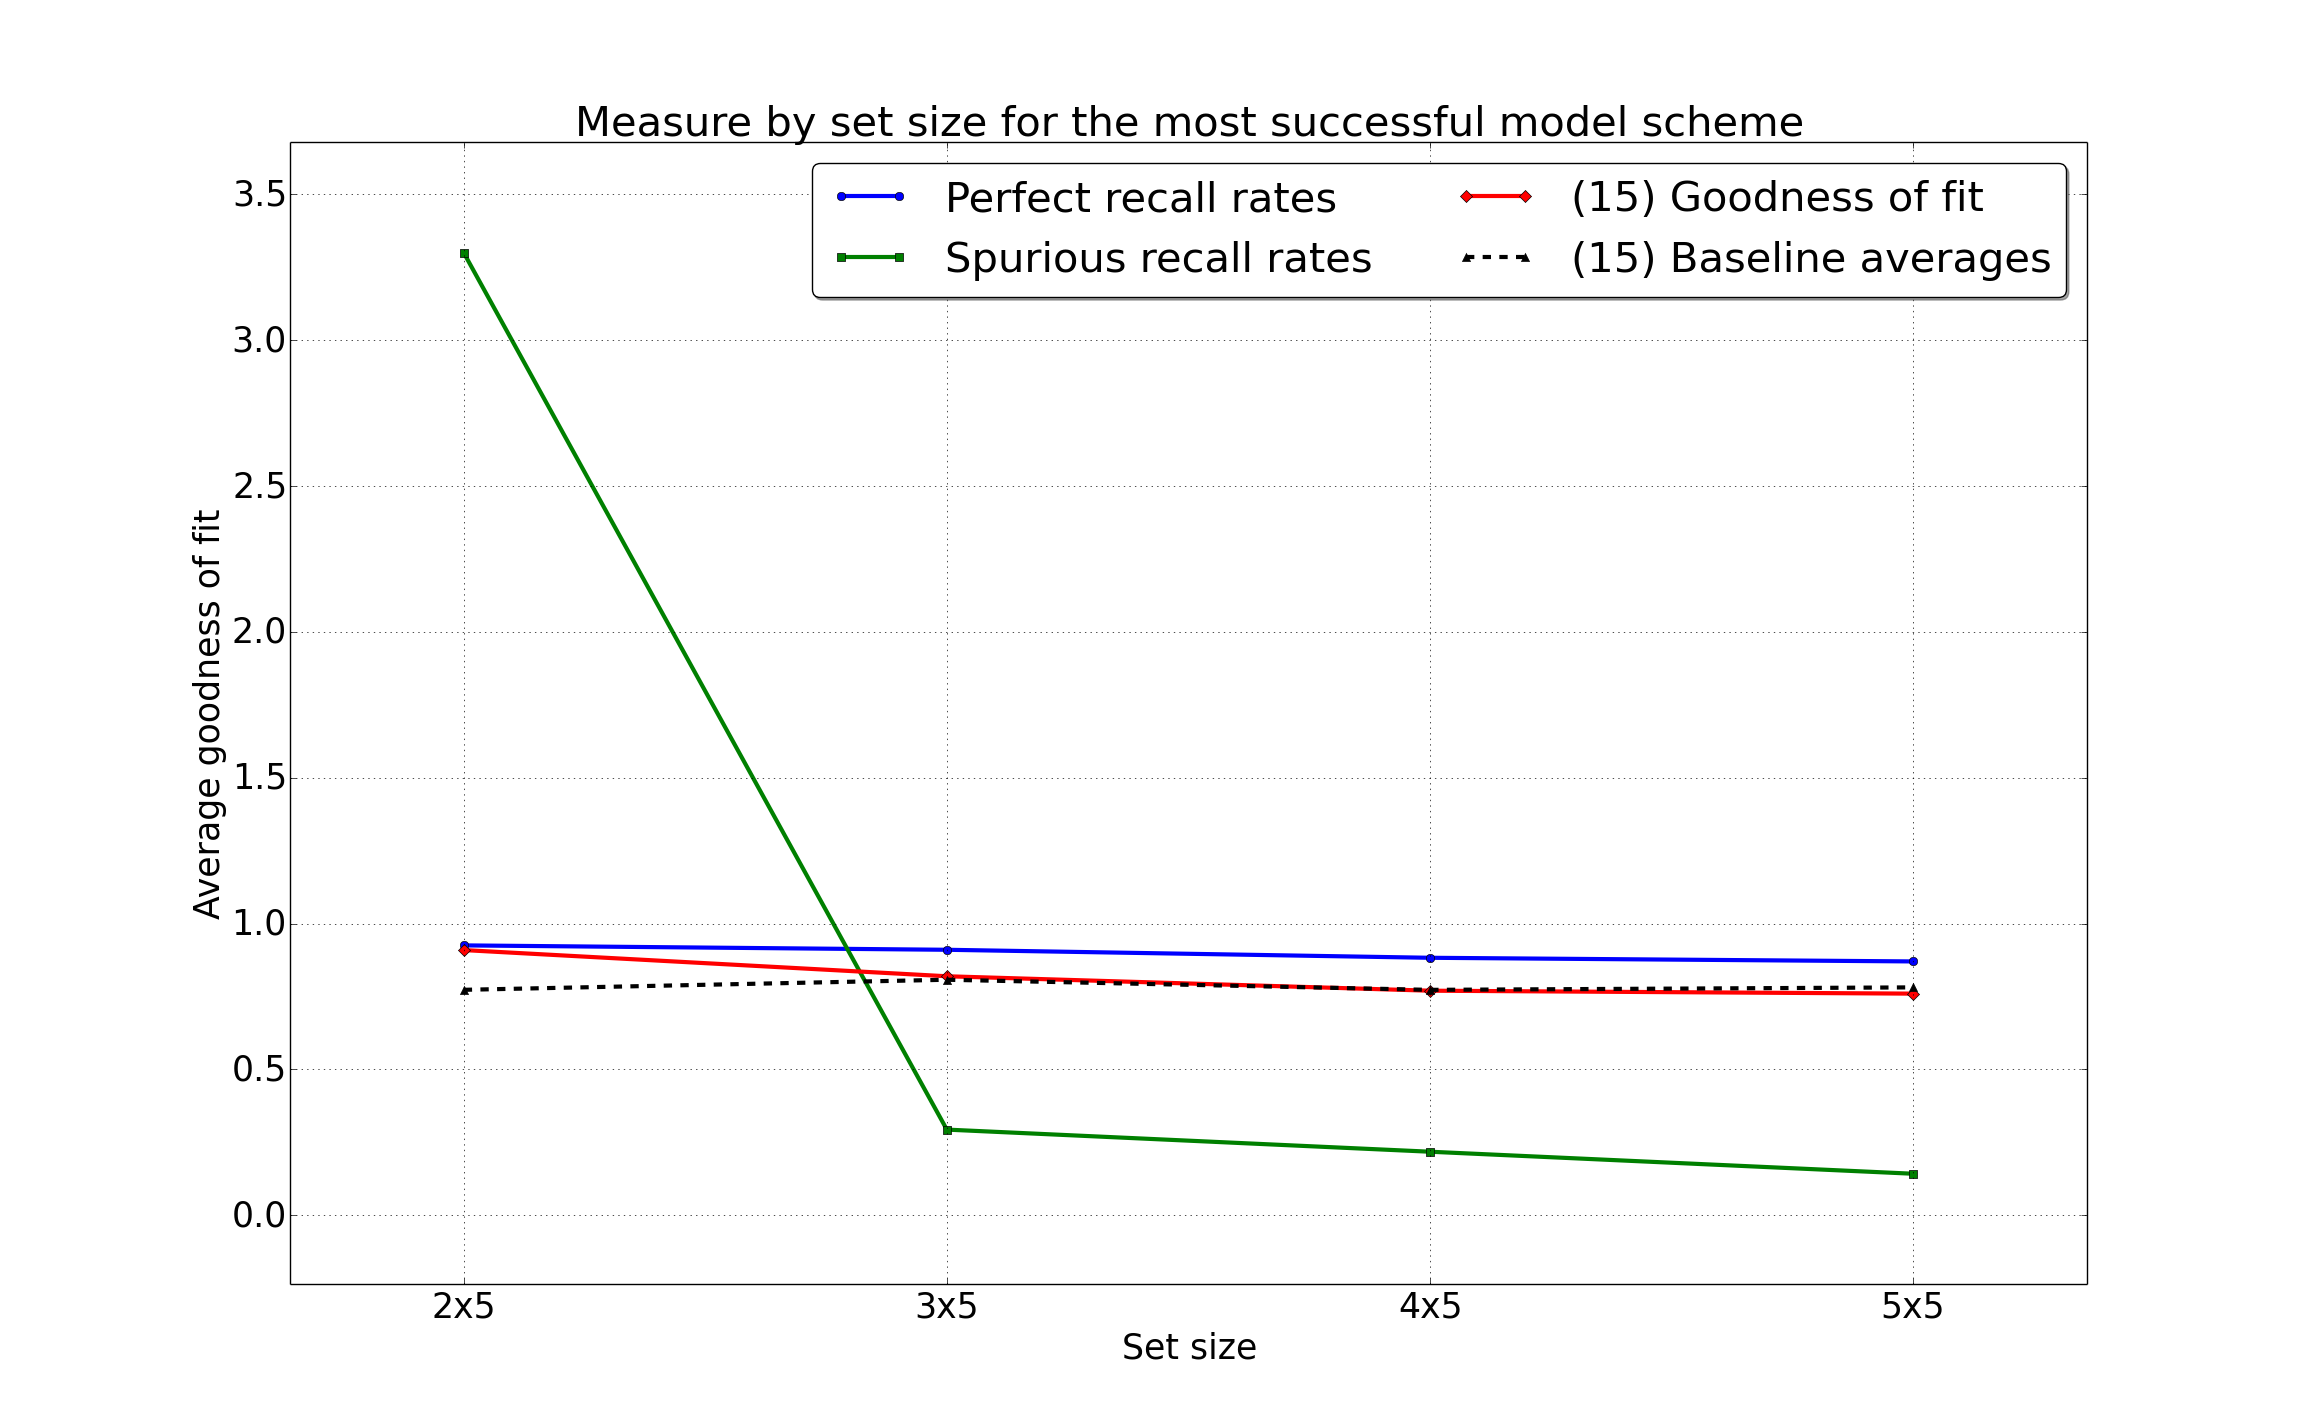 Measure by set size for the most successful model scheme
Perfect recall rates
Spurious recall rates
(15) Goodness of fit
(15) Baseline averages
Average goodness of fit
3.5
3.0
2.5
2.0
1.5
1.0
0.5
0.0
2x5 3x5 4x5 5x5
Set size